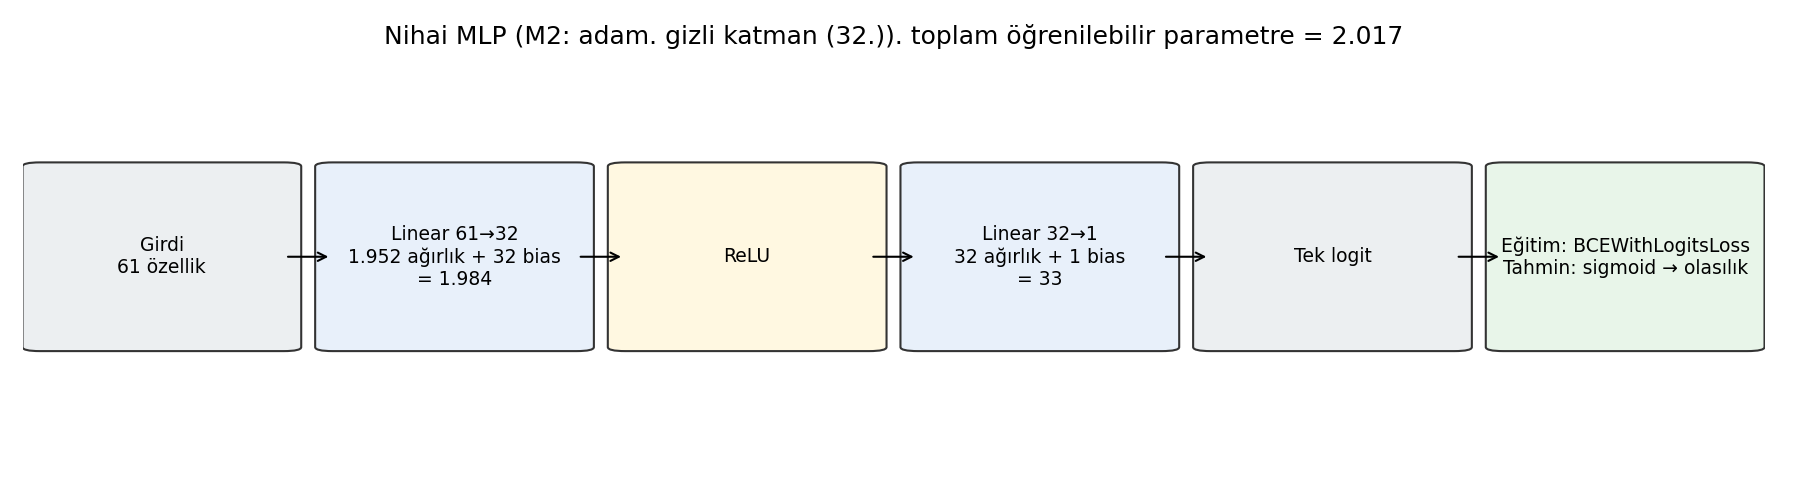 Nihai MLP (M2: adam. gizli katman (32.)). toplam öğrenilebilir parametre = 2.017
Girdi
61 özellik
Linear 61→32
1.952 ağırlık + 32 bias
= 1.984
ReLU
Linear 32→1
32 ağırlık + 1 bias
= 33
Tek logit
Eğitim: BCEWithLogitsLoss
Tahmin: sigmoid → olasılık